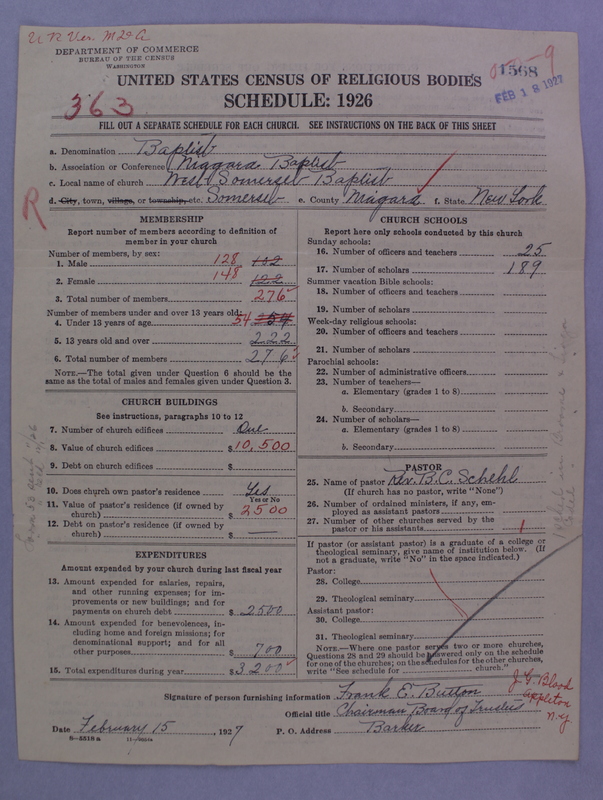 U.N.Ver.
DEPARTMENT OF COMMERCE
BUREAU OF THE CENSUS
WASHINGTON
1568
FEB 18 1927
UNITED STATES CENSUS OF RELIGIOUS BODIES
363
SCHEDULE: 1926
FILL OUT A SEPARATE SCHEDULE FOR EACH CHURCH. SEE INSTRUCTIONS ON THE BACK OF THIS SHEET
a. Denomination Baptist
b. Association or Conference Niagara Baptist
c. Local name of church West Somerset Baptist
d. City, town, village, or township, etc. Somerset e. County Niagara f. State New York
R
MEMBERSHIP
Report number of members according to definition of
member in your church
Number of members, by sex:
1. Male 128
2. Female 148 122
3. Total number of members 276
Number of members under and over 13 years old:
4. Under 13 years of age 54 54
5. 13 years old and over 222
6. Total number of members 276
NOTE.—The total given under Question 6 should be the
same as the total of males and females given under Question 3.
CHURCH BUILDINGS
See instructions, paragraphs 10 to 12
7. Number of church edifices One
8. Value of church edifices $10,500
9. Debt on church edifices $
10. Does church own pastor's residence Yes
Yes or No
11. Value of pastor's residence (if owned by
church) $2500
12. Debt on pastor's residence (if owned by
church) $ —
EXPENDITURES
Amount expended by your church during last fiscal year
13. Amount expended for salaries, repairs,
and other running expenses; for im-
provements or new buildings; and for
payments on church debt $2500
14. Amount expended for benevolences, in-
cluding home and foreign missions; for
denominational support; and for all
other purposes $700
15. Total expenditures during year $3200
CHURCH SCHOOLS
Report here only schools conducted by this church
Sunday schools:
16. Number of officers and teachers 25
17. Number of scholars 189
Summer vacation Bible schools:
18. Number of officers and teachers
19. Number of scholars
Week-day religious schools:
20. Number of officers and teachers
21. Number of scholars
Parochial schools:
22. Number of administrative officers
23. Number of teachers—
a. Elementary (grades 1 to 8)
b. Secondary
24. Number of scholars—
a. Elementary (grades 1 to 8)
b. Secondary
PASTOR
25. Name of pastor Rev. B. C. Schehl
(If church has no pastor, write "None")
26. Number of ordained ministers, if any, em-
ployed as assistant pastors
27. Number of other churches served by the
pastor or his assistants 1
If pastor (or assistant pastor) is a graduate of a college or
theological seminary, give name of institution below. (If
not a graduate, write "No" in the space indicated.)
Pastor:
28. College
29. Theological seminary
Assistant pastor:
30. College
31. Theological seminary
NOTE.—Where one pastor serves two or more churches,
Questions 28 and 29 should be answered only on the schedule
for one of the churches; on the schedules for the other churches,
write "See schedule for church."
Signature of person furnishing information Frank E. Button
Official title Chairman Board of Trustees
J. G. Blood
Appleton
N.Y
Date February 15, 1927 P. O. Address Barker
8—5518 a